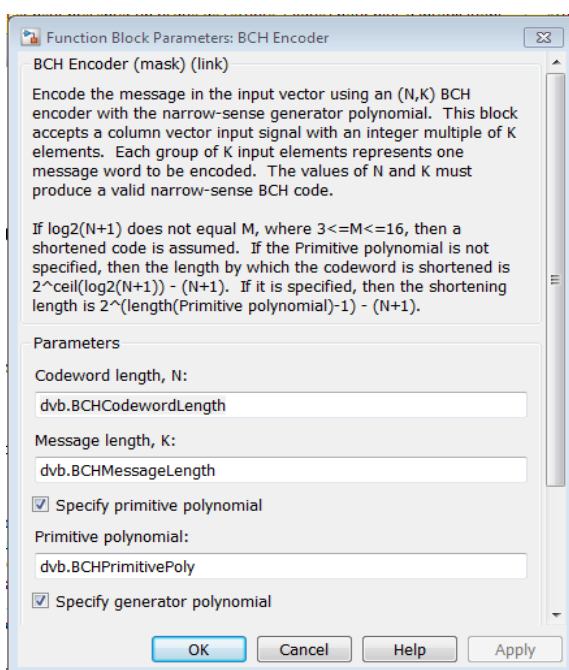 Function Block Parameters: BCH Encoder
BCH Encoder (mask) (link)
Encode the message in the input vector using an (N,K) BCH
encoder with the narrow-sense generator polynomial.  This block
accepts a column vector input signal with an integer multiple of K
elements.  Each group of K input elements represents one
message word to be encoded.  The values of N and K must
produce a valid narrow-sense BCH code.
If log2(N+1) does not equal M, where 3<=M<=16, then a
shortened code is assumed.  If the Primitive polynomial is not
specified, then the length by which the codeword is shortened is
2^ceil(log2(N+1)) - (N+1).  If it is specified, then the shortening
length is 2^(length(Primitive polynomial)-1) - (N+1).
Parameters
Codeword length, N:
dvb.BCHCodewordLength
Message length, K:
dvb.BCHMessageLength
Specify primitive polynomial
Primitive polynomial:
dvb.BCHPrimitivePoly
Specify generator polynomial
OK Cancel Help Apply